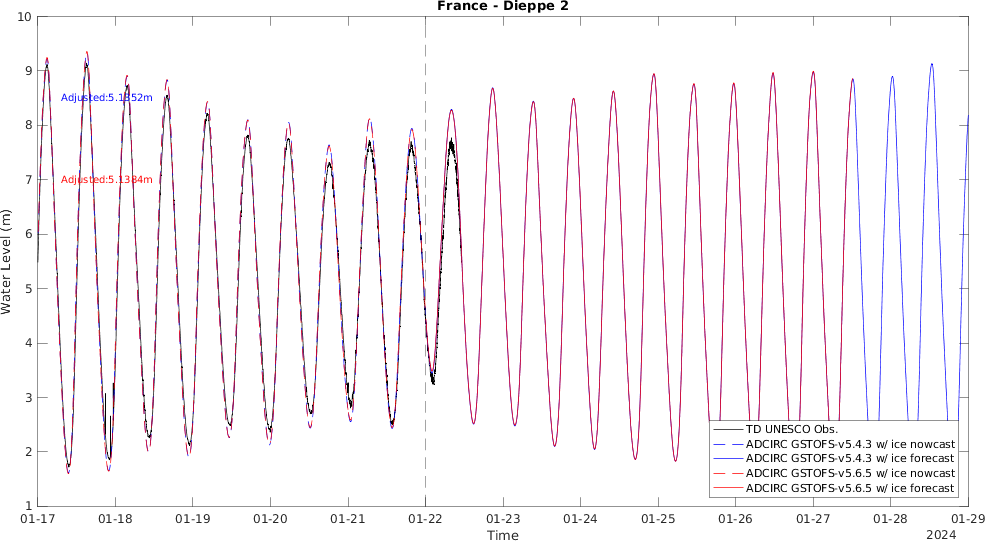 France - Dieppe 2
10
9
8
7
6
5
4
3
2
1
Water Level (m)
Adjusted:5.1352m
Adjusted:5.1384m
TD UNESCO Obs.
ADCIRC GSTOFS-v5.4.3 w/ ice nowcast
ADCIRC GSTOFS-v5.4.3 w/ ice forecast
ADCIRC GSTOFS-v5.6.5 w/ ice nowcast
ADCIRC GSTOFS-v5.6.5 w/ ice forecast
01-17 01-18 01-19 01-20 01-21 01-22 01-23 01-24 01-25 01-26 01-27 01-28 01-29
Time
2024